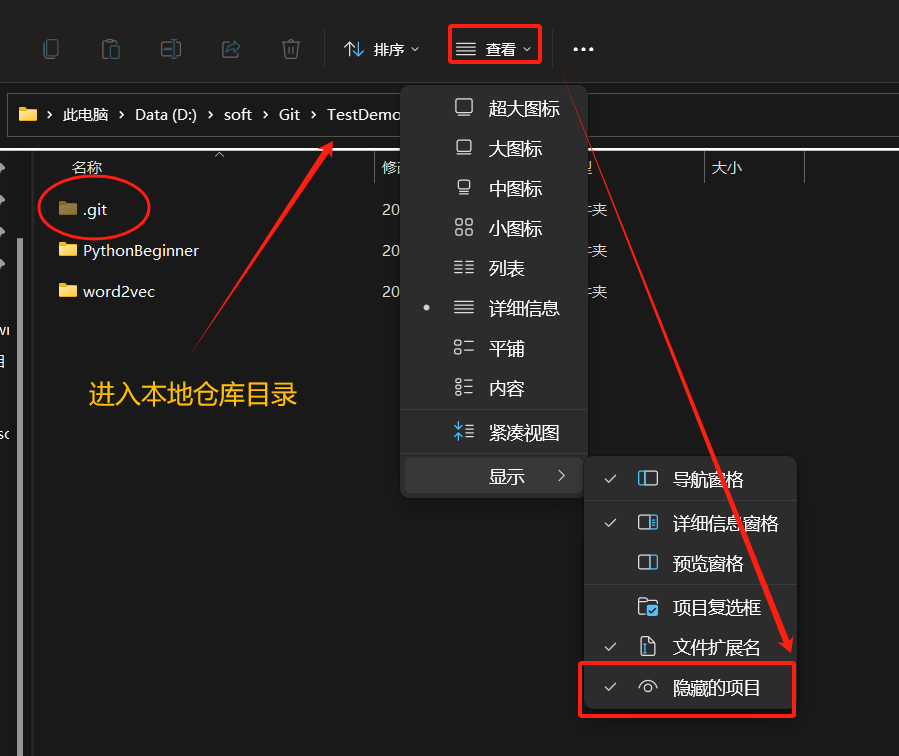 排序 查看
此电脑 Data (D:) soft Git TestDemo
名称 修 型 大小
.git 20 夹
PythonBeginner 20 夹
word2vec 20 夹
进入本地仓库目录
超大图标
大图标
中图标
小图标
列表
详细信息
平铺
内容
紧凑视图
显示
导航窗格
详细信息窗格
预览窗格
项目复选框
文件扩展名
隐藏的项目